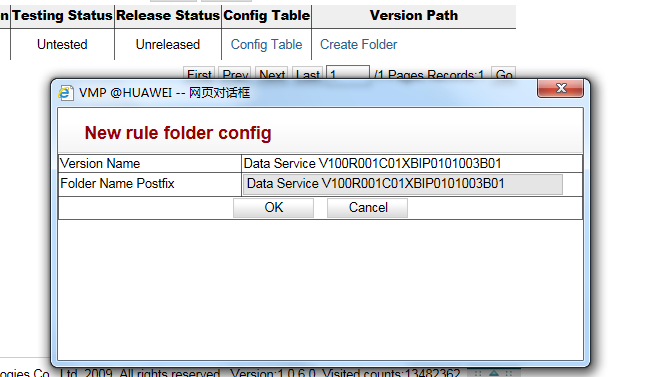 n Testing Status Release Status Config Table Version Path
Untested Unreleased Config Table Create Folder
First Prev Next Last 1 /1 Pages Records:1 Go
VMP @HUAWEI -- 网页对话框
New rule folder config
Version Name Data Service V100R001C01XBIP0101003B01
Folder Name Postfix Data Service V100R001C01XBIP0101003B01
OK Cancel
ogies Co., Ltd. 2009. All rights reserved. Version:1.0.6.0 Visited counts:13482362